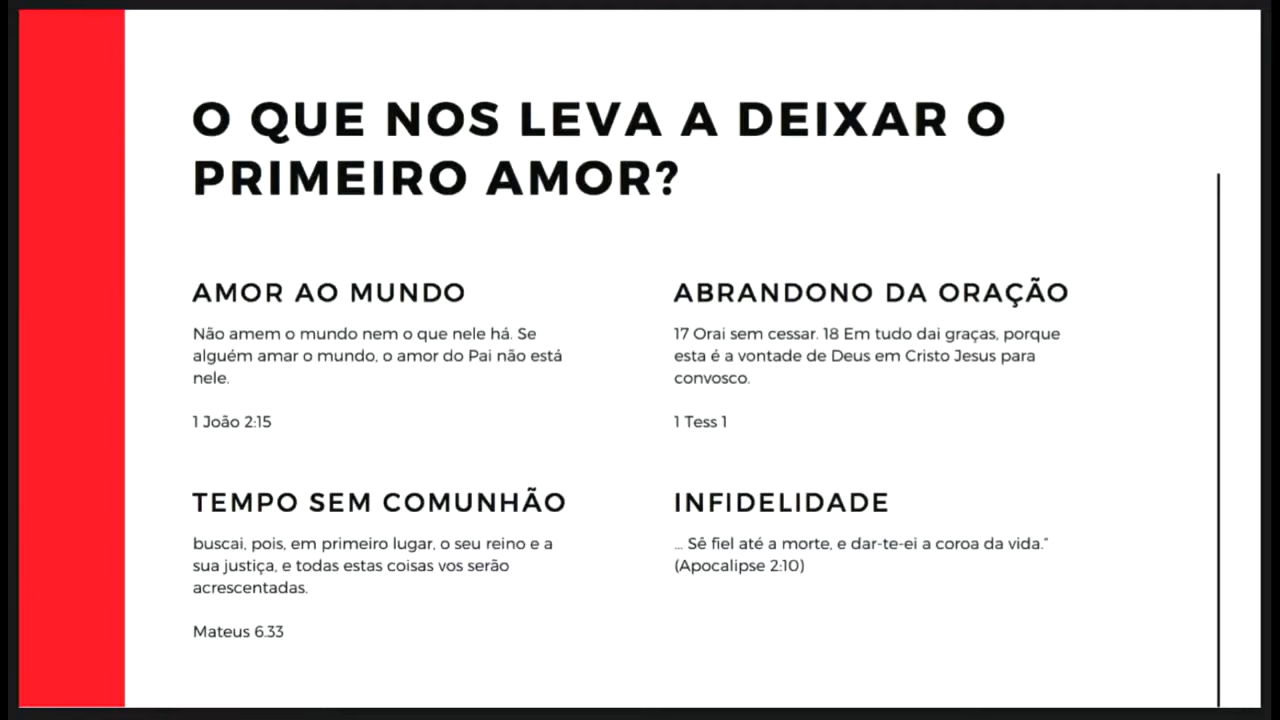 O QUE NOS LEVA A DEIXAR O
PRIMEIRO AMOR?
AMOR AO MUNDO
Não amem o mundo nem o que nele há. Se
alguém amar o mundo, o amor do Pai não está
nele.
1 João 2:15
ABRANDONO DA ORAÇÃO
17 Orai sem cessar. 18 Em tudo dai graças, porque
esta é a vontade de Deus em Cristo Jesus para
convosco.
1 Tess 1
TEMPO SEM COMUNHÃO
buscai, pois, em primeiro lugar, o seu reino e a
sua justiça, e todas estas coisas vos serão
acrescentadas.
Mateus 6.33
INFIDELIDADE
... Sê fiel até a morte, e dar-te-ei a coroa da vida."
(Apocalipse 2:10)